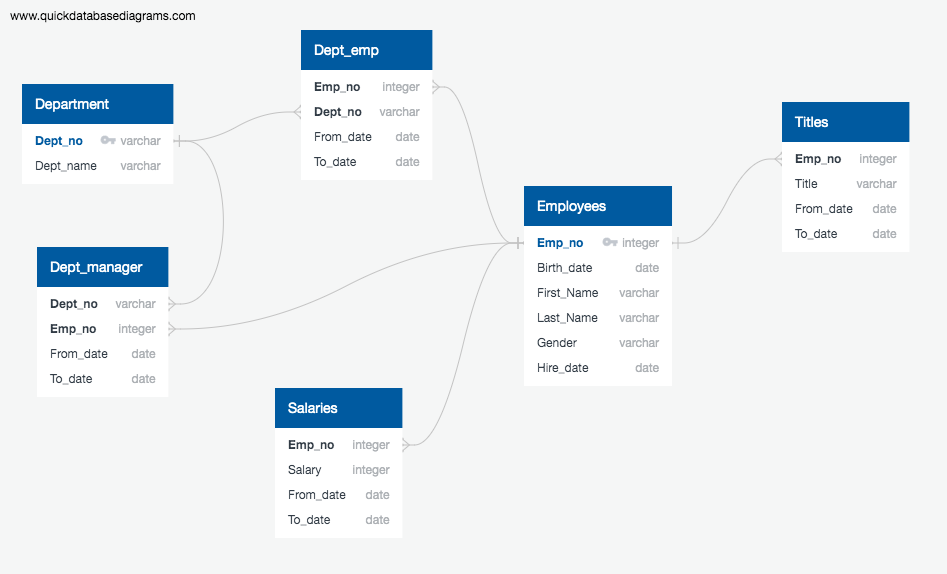 www.quickdatabasediagrams.com
Department
Dept_no varchar
Dept_name varchar
Dept_emp
Emp_no integer
Dept_no varchar
From_date date
To_date date
Titles
Emp_no integer
Title varchar
From_date date
To_date date
Employees
Emp_no integer
Birth_date date
First_Name varchar
Last_Name varchar
Gender varchar
Hire_date date
Dept_manager
Dept_no varchar
Emp_no integer
From_date date
To_date date
Salaries
Emp_no integer
Salary integer
From_date date
To_date date